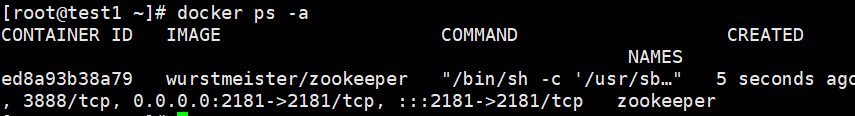 [root@test1 ~]# docker ps -a
CONTAINER ID   IMAGE                    COMMAND                  CREATED
NAMES
ed8a93b38a79   wurstmeister/zookeeper   "/bin/sh -c '/usr/sb…"   5 seconds ago
, 3888/tcp, 0.0.0.0:2181->2181/tcp, :::2181->2181/tcp   zookeeper